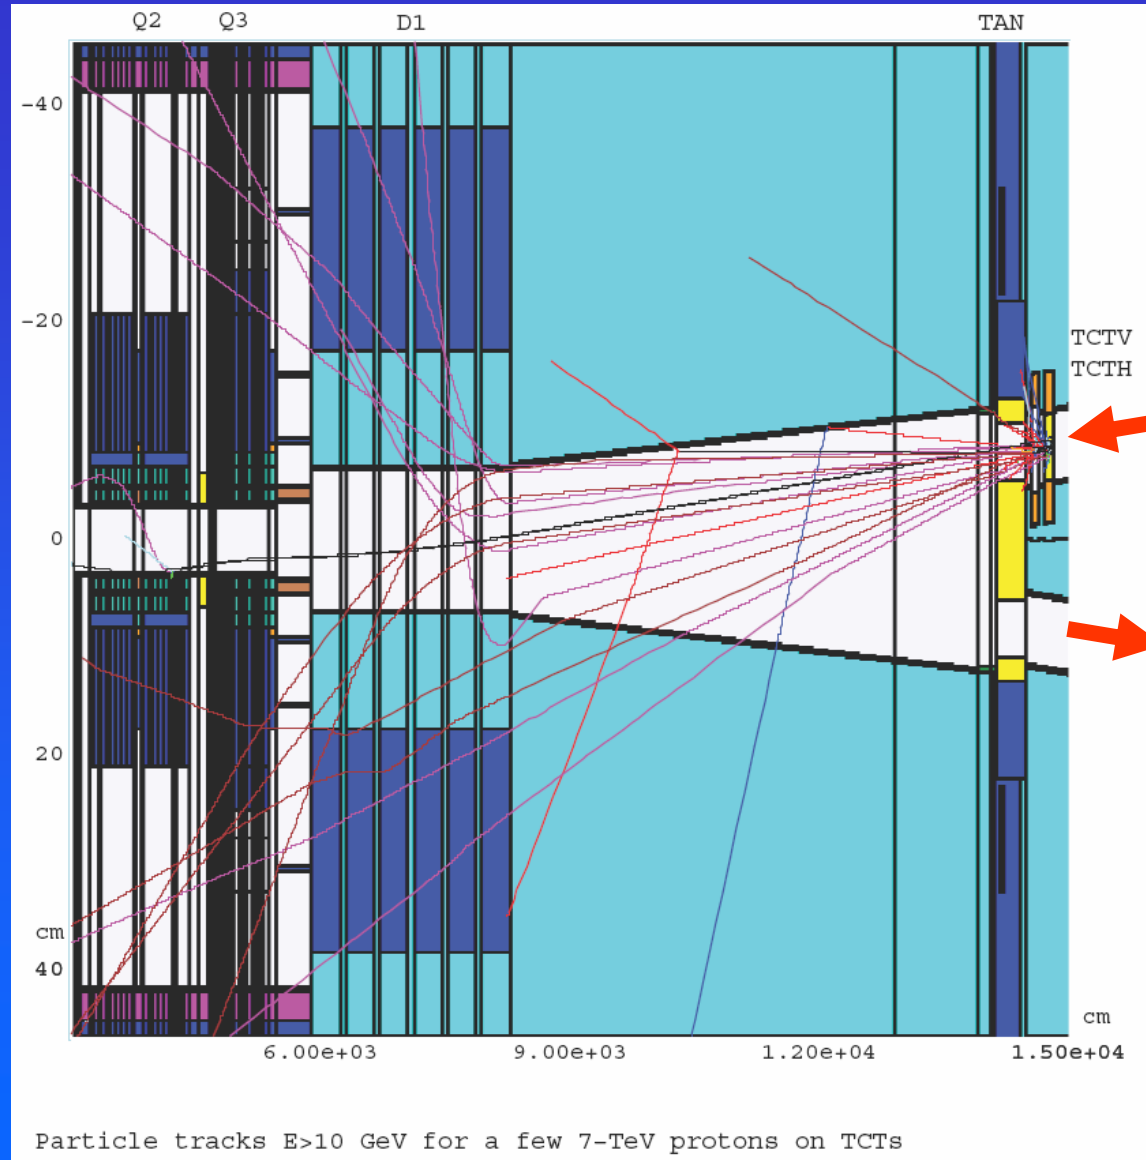 Q2 Q3 D1 TAN
-40
-20
TCTV
TCTH
0
20
cm
40
cm
6.00e+03 9.00e+03 1.20e+04 1.50e+04
Particle tracks E>10 GeV for a few 7-TeV protons on TCTs